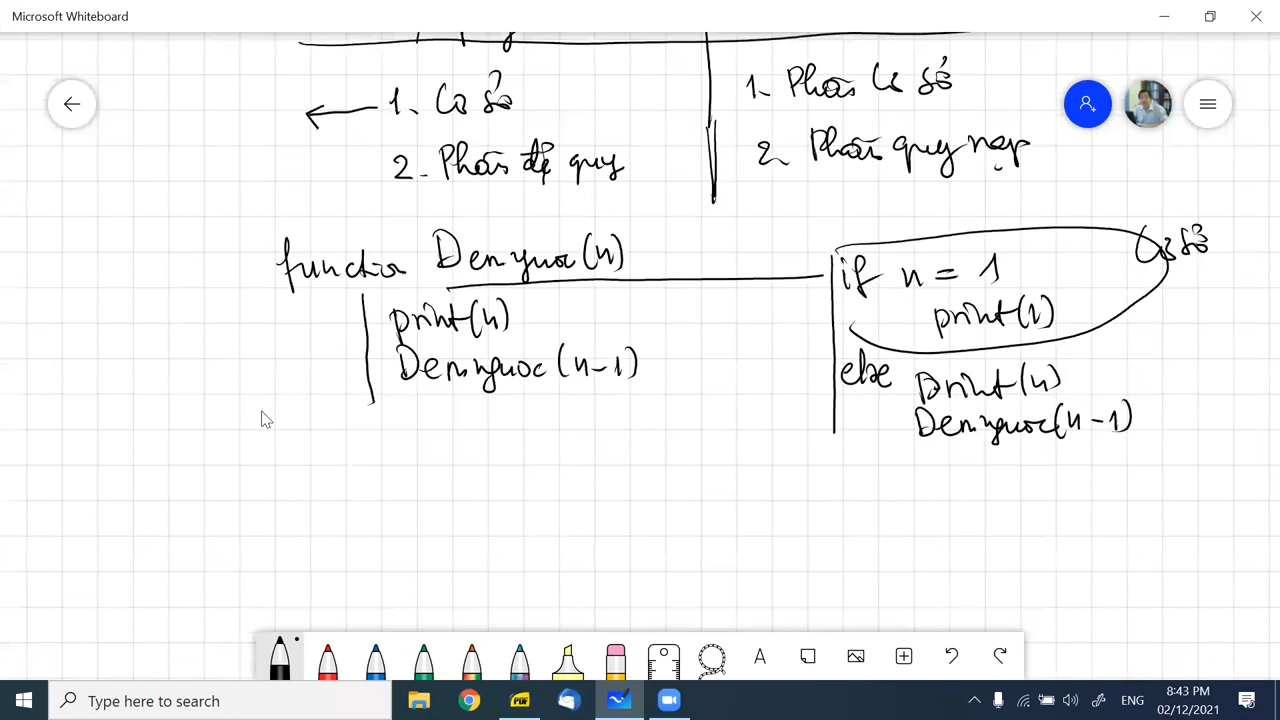 Microsoft Whiteboard
1. Cơ sở
2. Phần đệ quy
1. Phần Cơ sở
2. Phần quy nạp
function Demnguoc(n)
print(n)
Demnguoc(n-1)
if n = 1
print(1)
Cơ sở
else print(n)
Demnguoc(n-1)
A
Type here to search
PDF
ENG
8:43 PM
02/12/2021